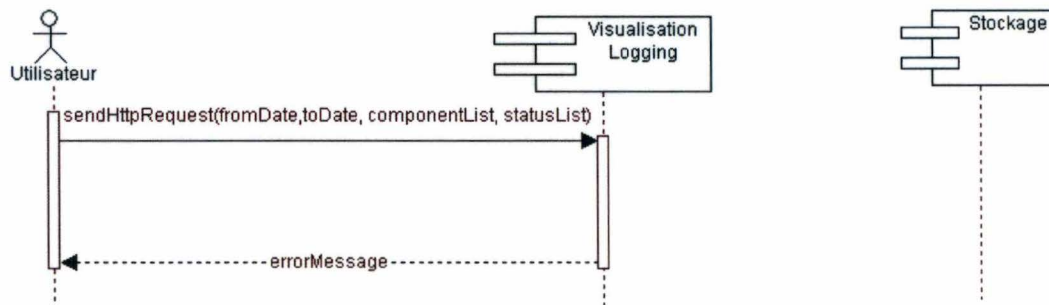 Utilisateur
Visualisation
Logging
Stockage
sendHttpRequest(fromDate,toDate, componentList, statusList)
errorMessage